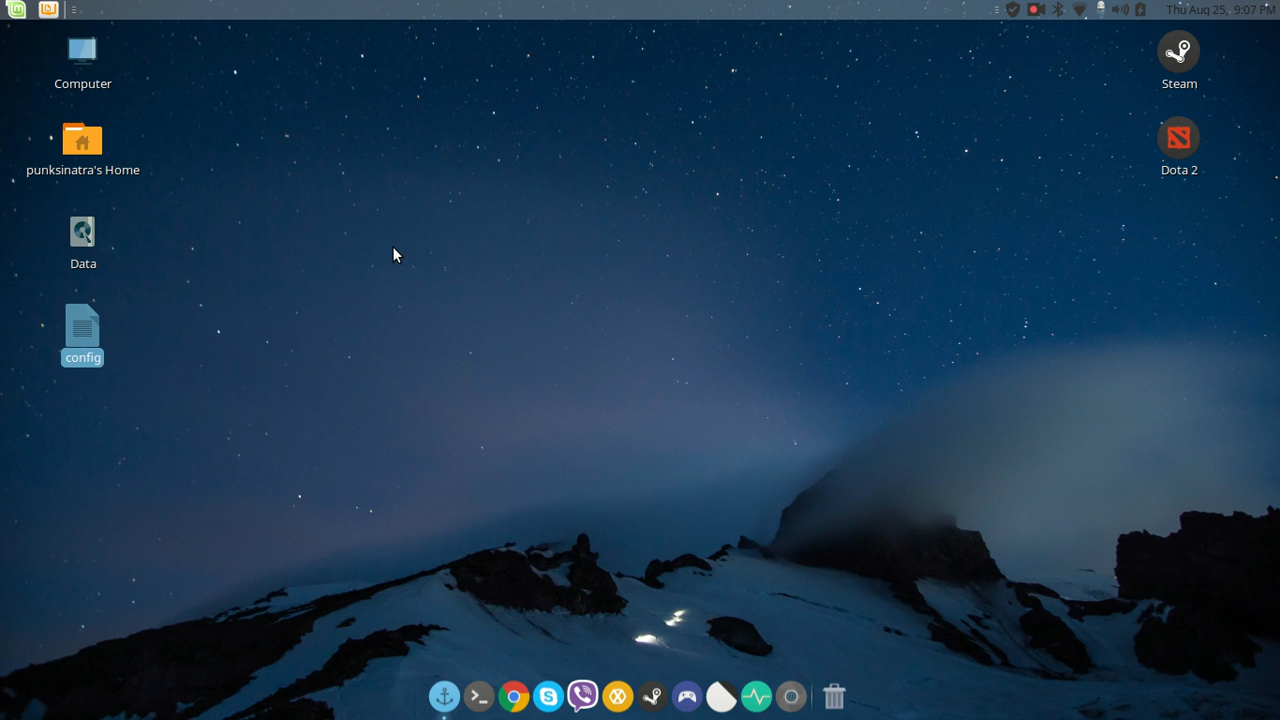 Thu Aug 25, 9:07 PM
Computer
Steam
punksinatra's Home
Dota 2
Data
config